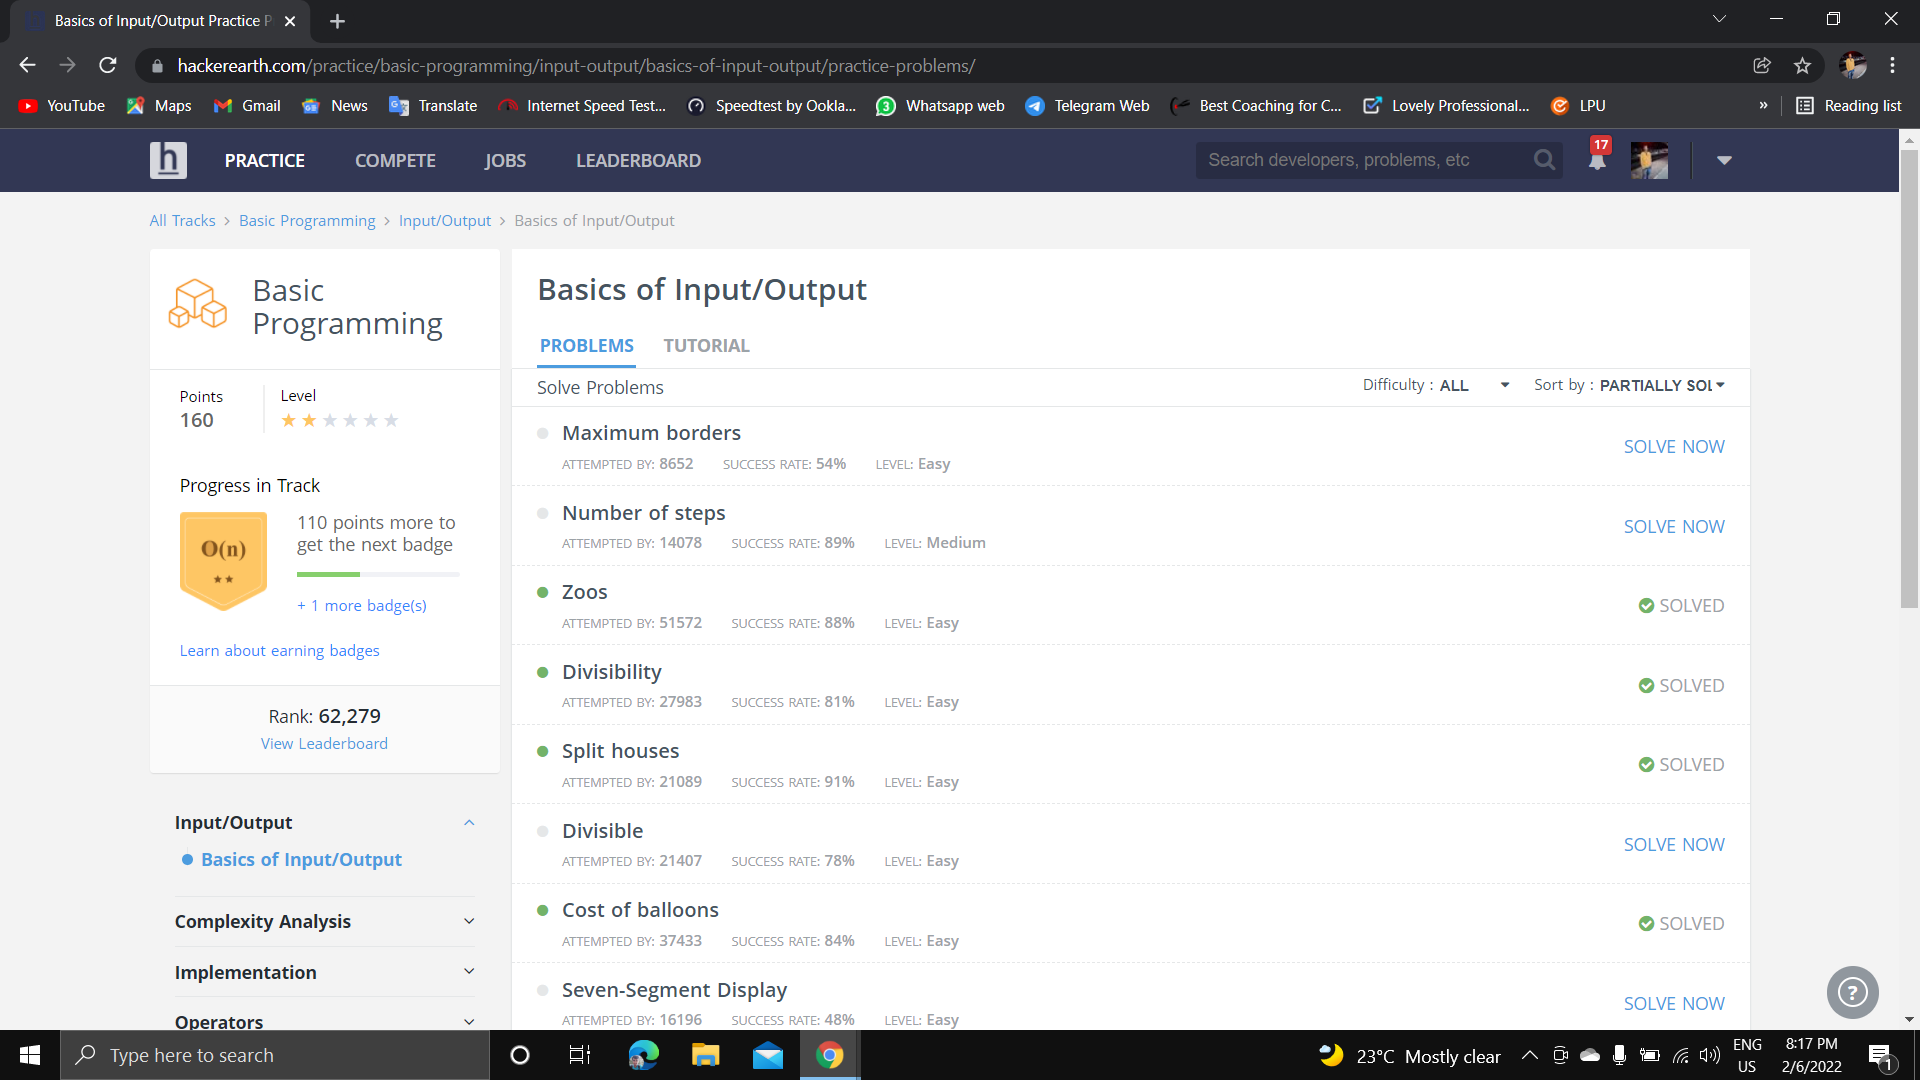 Basics of Input/Output Practice P
hackerearth.com/practice/basic-programming/input-output/basics-of-input-output/practice-problems/
YouTube Maps Gmail News Translate Internet Speed Test... Speedtest by Ookla... Whatsapp web Telegram Web Best Coaching for C... Lovely Professional... LPU » Reading list
h PRACTICE COMPETE JOBS LEADERBOARD Search developers, problems, etc 17
All Tracks > Basic Programming > Input/Output > Basics of Input/Output
Basic
Programming
Points
160
Level
Progress in Track
O(n)
110 points more to
get the next badge
+ 1 more badge(s)
Learn about earning badges
Rank: 62,279
View Leaderboard
Input/Output
Basics of Input/Output
Complexity Analysis
Implementation
Operators
Basics of Input/Output
PROBLEMS TUTORIAL
Solve Problems Difficulty : ALL Sort by : PARTIALLY SOL
Maximum borders
ATTEMPTED BY: 8652 SUCCESS RATE: 54% LEVEL: Easy
SOLVE NOW
Number of steps
ATTEMPTED BY: 14078 SUCCESS RATE: 89% LEVEL: Medium
SOLVE NOW
Zoos
ATTEMPTED BY: 51572 SUCCESS RATE: 88% LEVEL: Easy
SOLVED
Divisibility
ATTEMPTED BY: 27983 SUCCESS RATE: 81% LEVEL: Easy
SOLVED
Split houses
ATTEMPTED BY: 21089 SUCCESS RATE: 91% LEVEL: Easy
SOLVED
Divisible
ATTEMPTED BY: 21407 SUCCESS RATE: 78% LEVEL: Easy
SOLVE NOW
Cost of balloons
ATTEMPTED BY: 37433 SUCCESS RATE: 84% LEVEL: Easy
SOLVED
Seven-Segment Display
ATTEMPTED BY: 16196 SUCCESS RATE: 48% LEVEL: Easy
SOLVE NOW
?
Type here to search
23°C Mostly clear
ENG
US
8:17 PM
2/6/2022
1